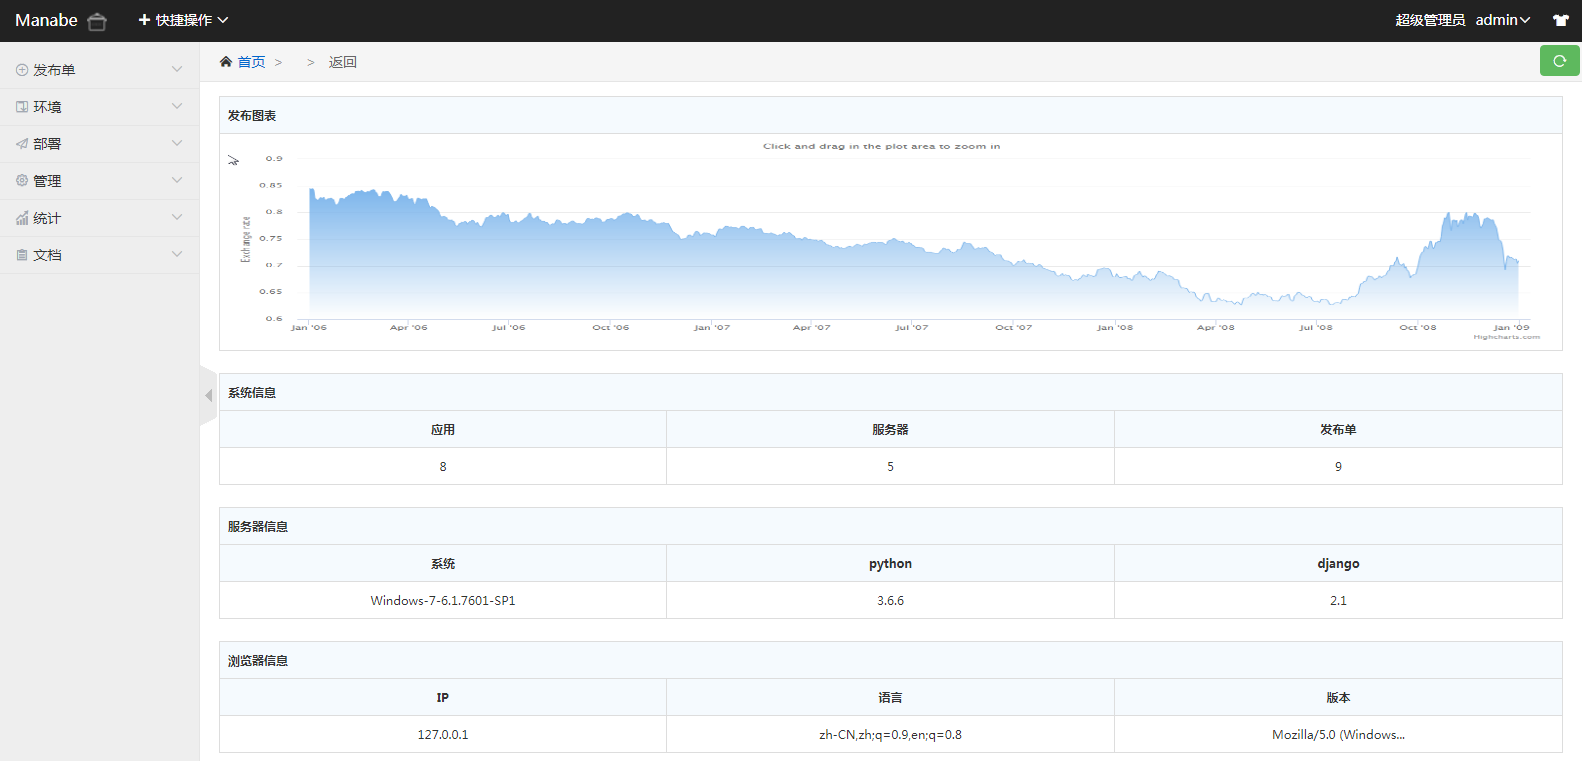 Manabe 快捷操作 超级管理员 admin
首页 > > 返回
发布单
环境
部署
管理
统计
文档
发布图表
Click and drag in the plot area to zoom in
Exchange rate
0.9
0.85
0.8
0.75
0.7
0.65
0.6
Jan '06 Apr '06 Jul '06 Oct '06 Jan '07 Apr '07 Jul '07 Oct '07 Jan '08 Apr '08 Jul '08 Oct '08 Jan '09
Highcharts.com
系统信息
应用 服务器 发布单
8 5 9
服务器信息
系统 python django
Windows-7-6.1.7601-SP1 3.6.6 2.1
浏览器信息
IP 语言 版本
127.0.0.1 zh-CN,zh;q=0.9,en;q=0.8 Mozilla/5.0 (Windows...